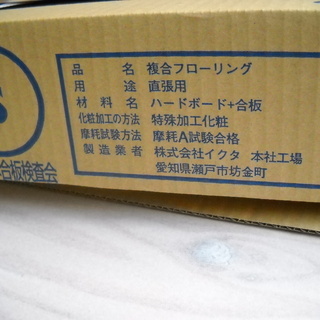 品　　　名　複合フローリング
用　　　途　直張用
材　料　名　ハードボード+合板
化粧加工の方法　特殊加工化粧
摩耗試験方法　摩耗A試験合格
製 造 業 者　株式会社イクタ 本社工場
愛知県瀬戸市坊金町
合板検査会